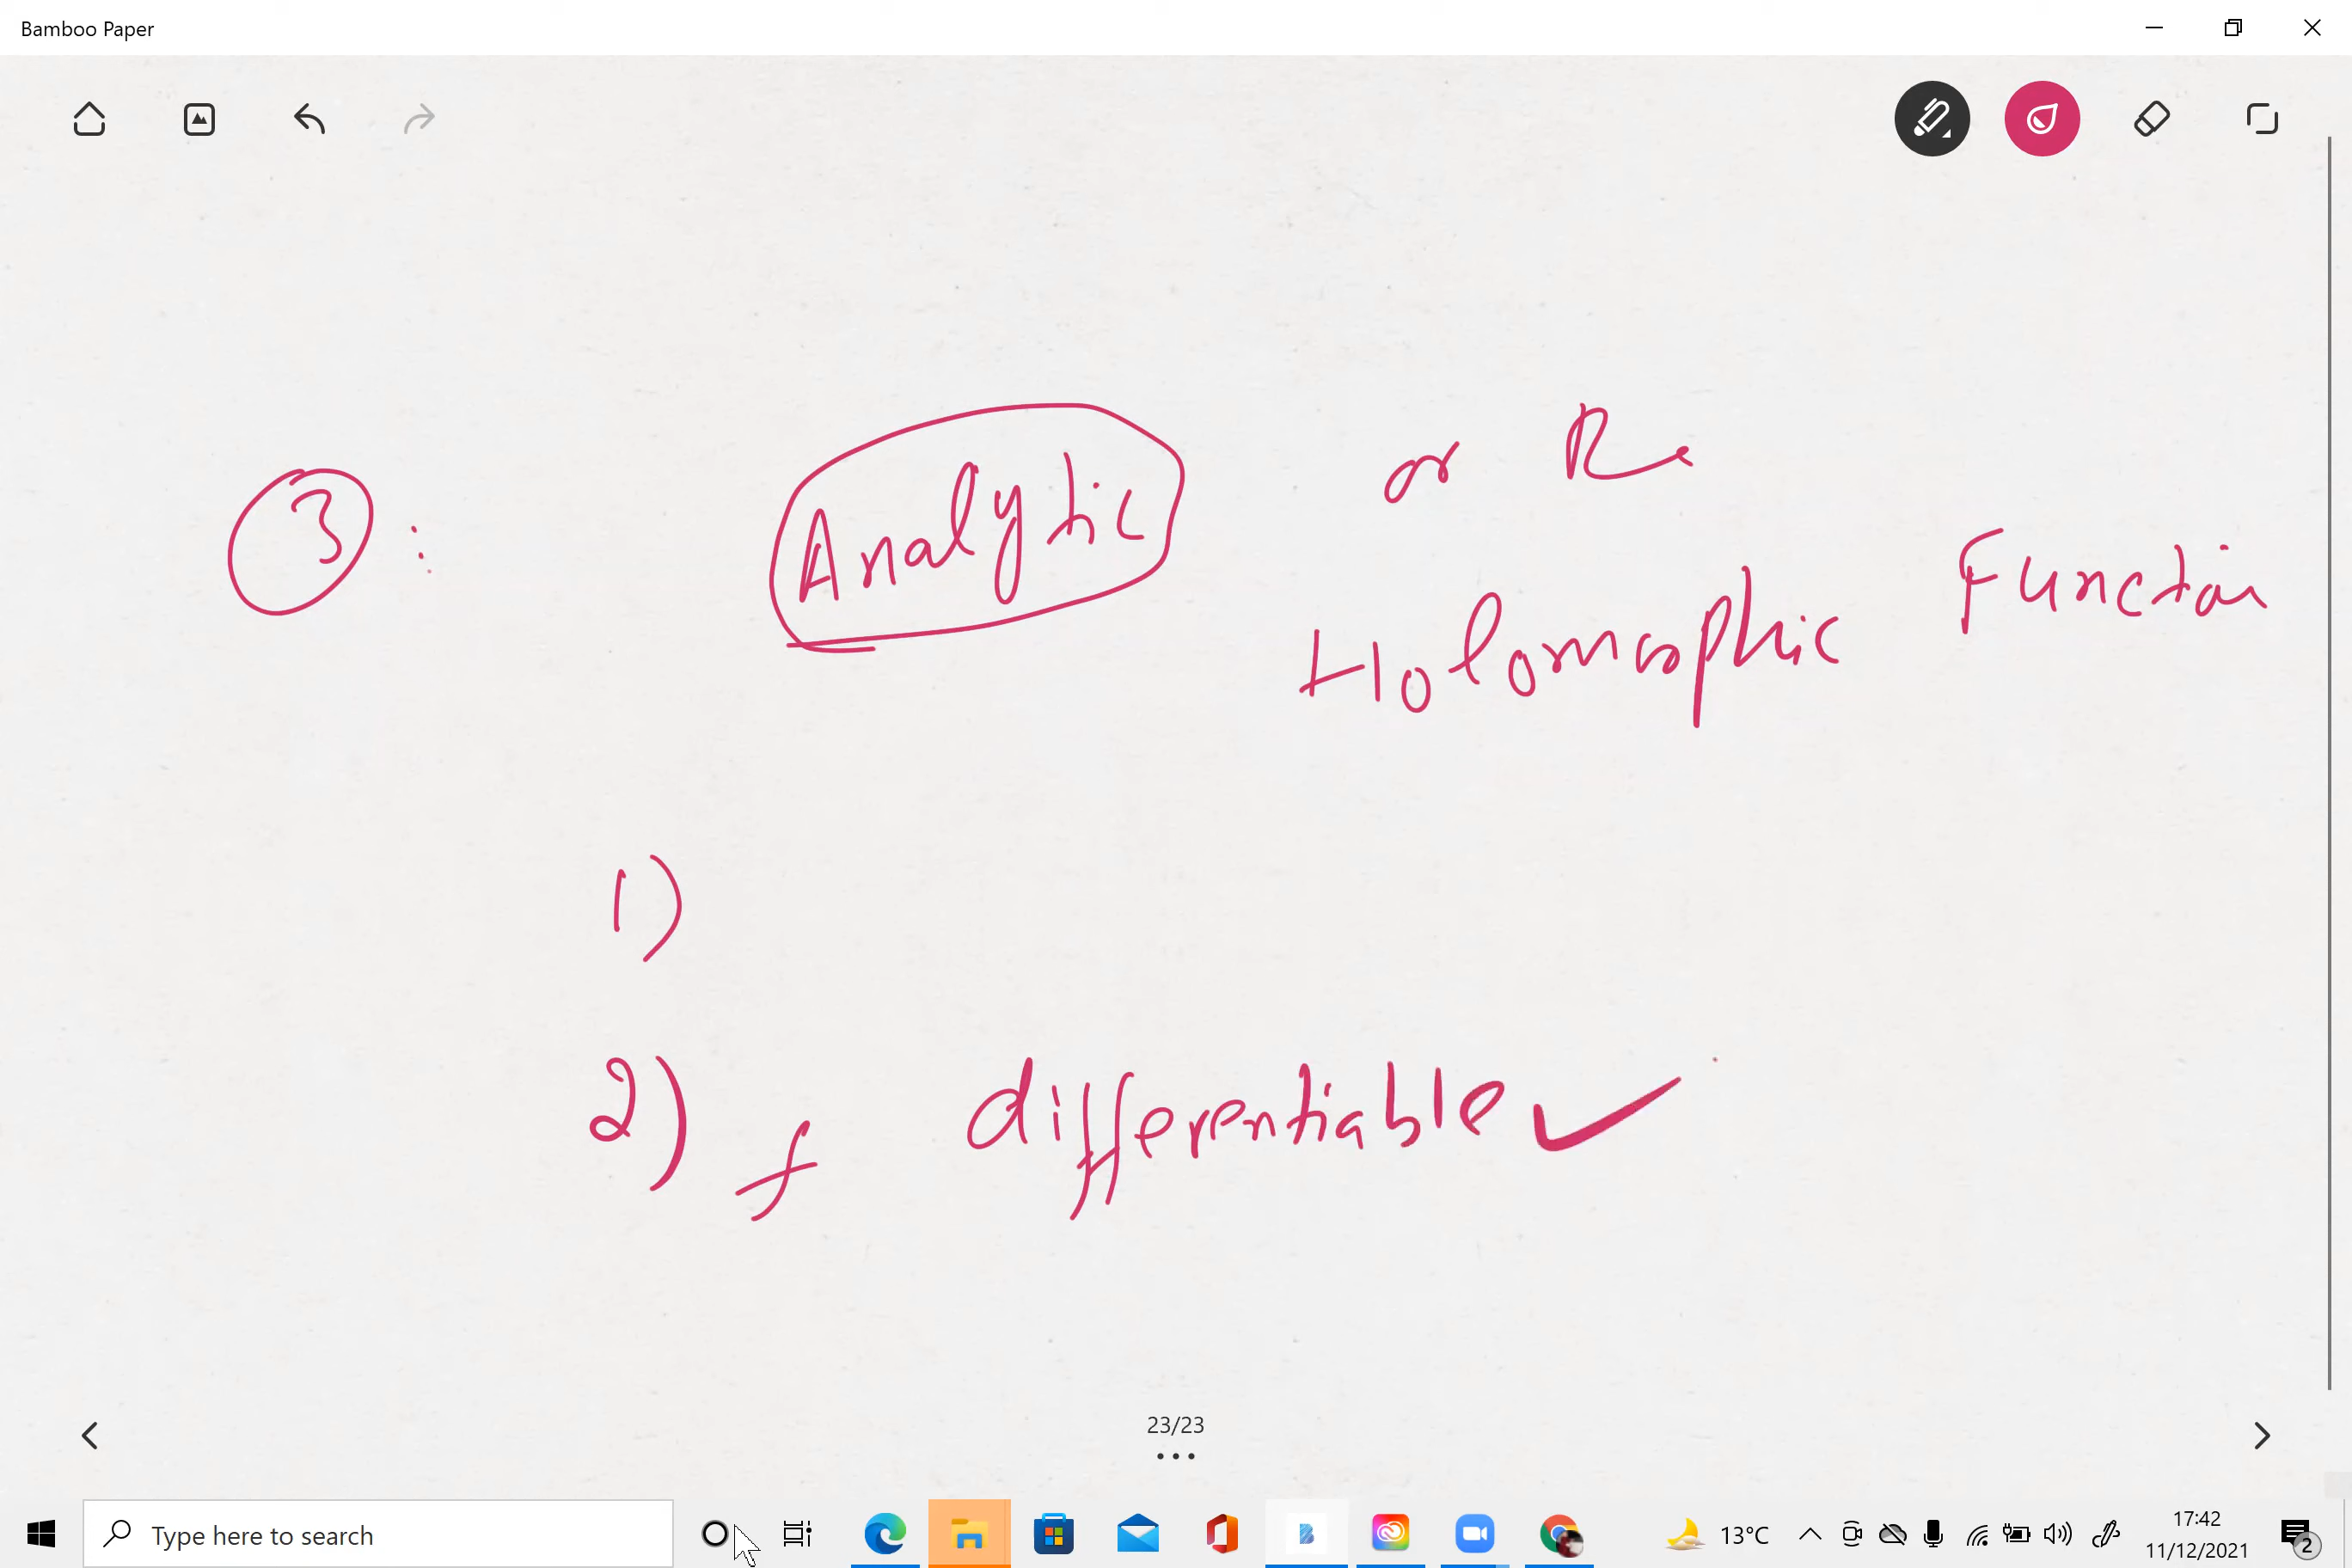 Bamboo Paper
③ : Analytic or R
Holomorphic Function
1)
2) f differentiable ✓
23/23
Type here to search
13°C
17:42
11/12/2021
2